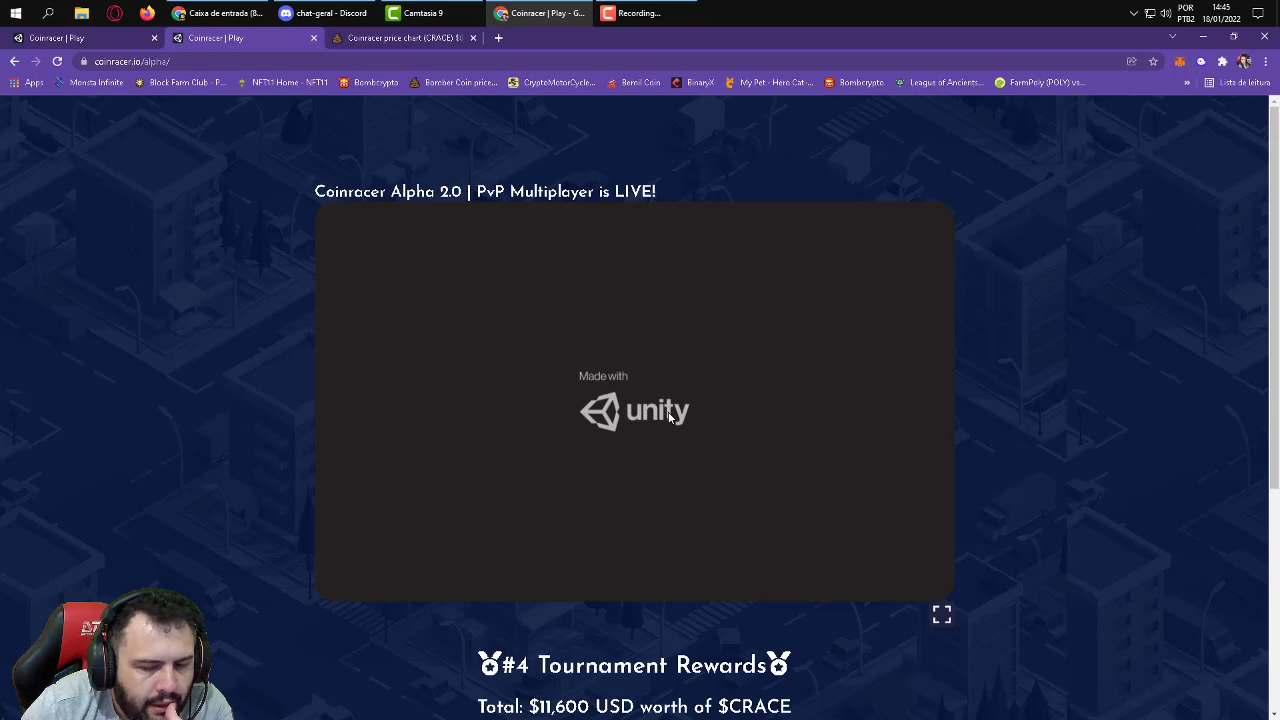 Caixa de entrada (8...
chat-geral - Discord
Camtasia 9
Coinracer | Play - G...
Recording...
POR
PTB2
14:45
18/01/2022
Coinracer | Play
Coinracer | Play
Coinracer price chart (CRACE) $0
coinracer.io/alpha/
Apps
Monsta Infinite
Block Farm Club - P...
NFT11 Home - NFT11
Bombcrypto
Bomber Coin price...
CryptoMotorCycle...
Bemil Coin
BinaryX
My Pet - Hero Cat-...
Bombcrypto
League of Ancients...
FarmPoly (POLY) va...
»
Lista de leitura
Coinracer Alpha 2.0 | PvP Multiplayer is LIVE!
Made with
unity
#4 Tournament Rewards
Total: $11,600 USD worth of $CRACE